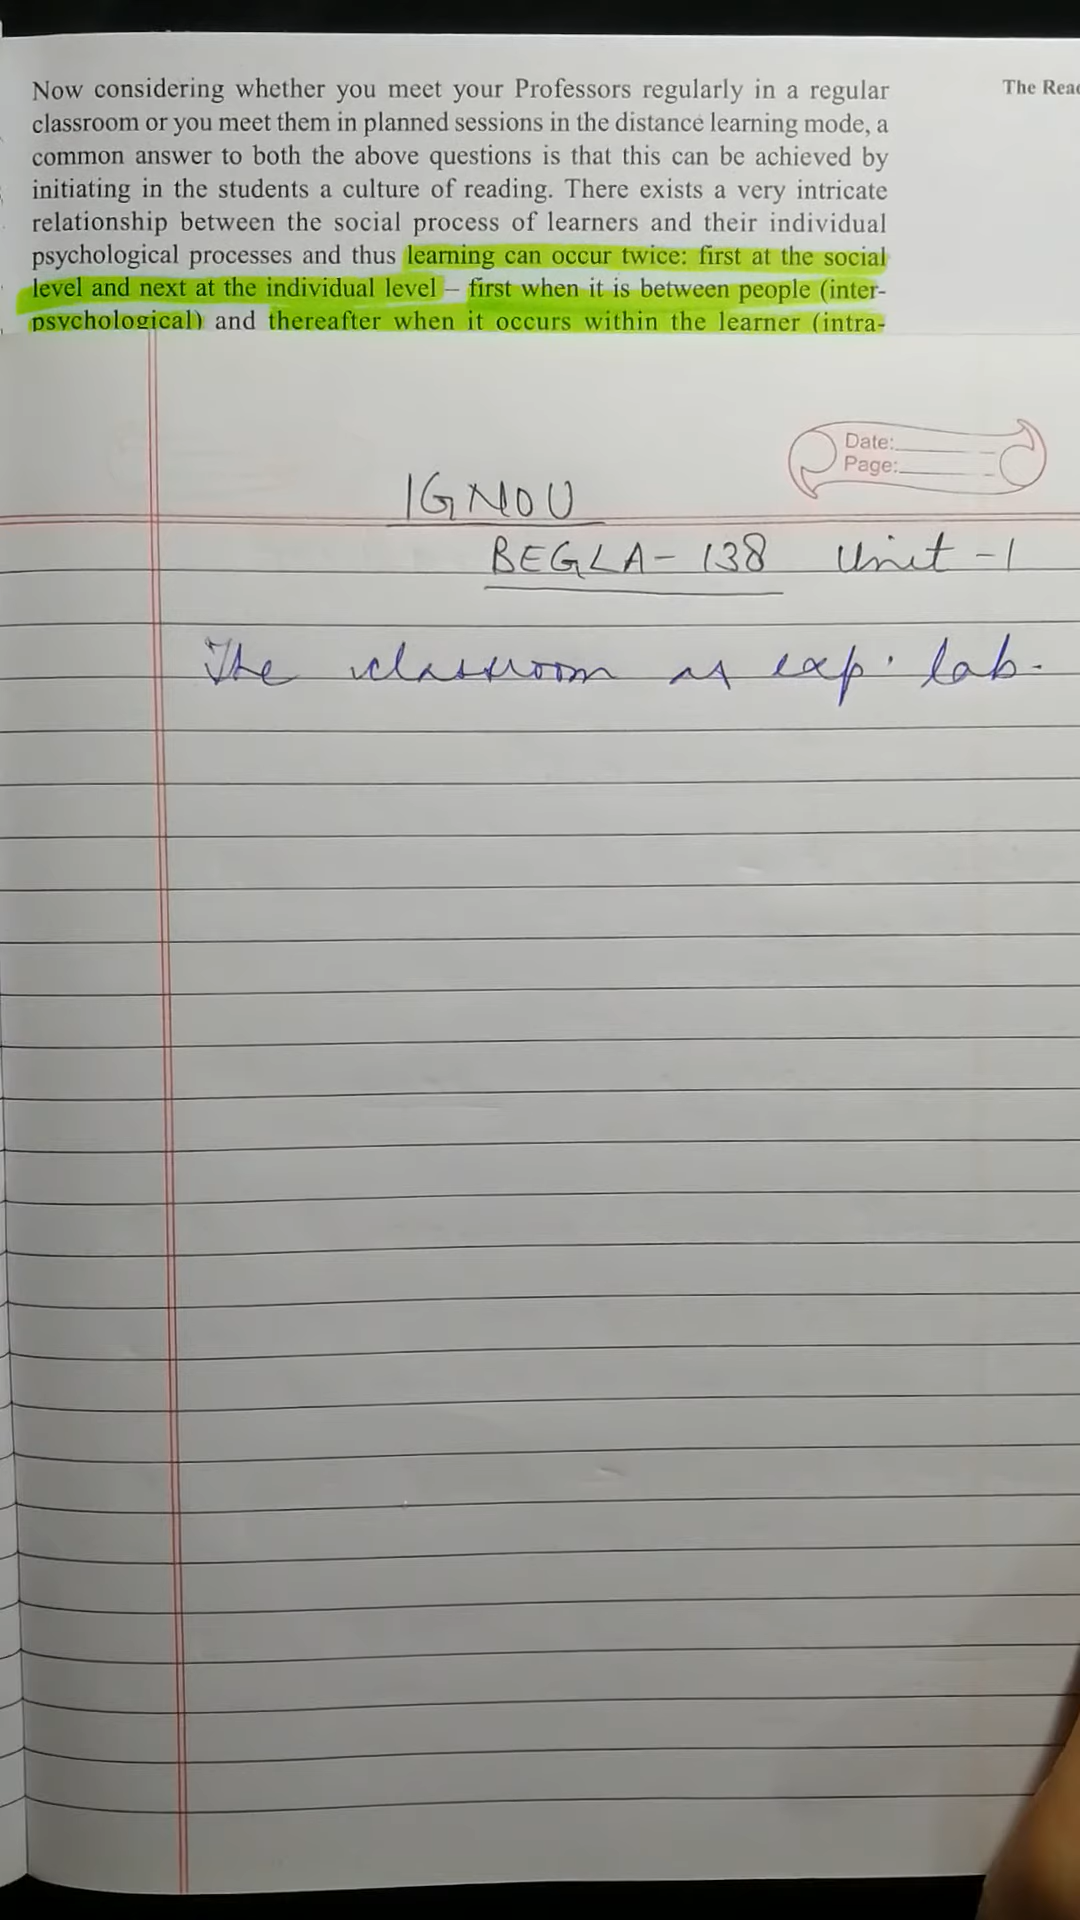 Now considering whether you meet your Professors regularly in a regular
The Rea
classroom or you meet them in planned sessions in the distance learning mode, a
common answer to both the above questions is that this can be achieved by
initiating in the students a culture of reading. There exists a very intricate
relationship between the social process of learners and their individual
psychological processes and thus learning can occur twice: first at the social
level and next at the individual level – first when it is between people (inter-
psychological) and thereafter when it occurs within the learner (intra-
Date:
Page:
IGNOU
BEGLA-138 Unit-1
The classroom as exp. lab.